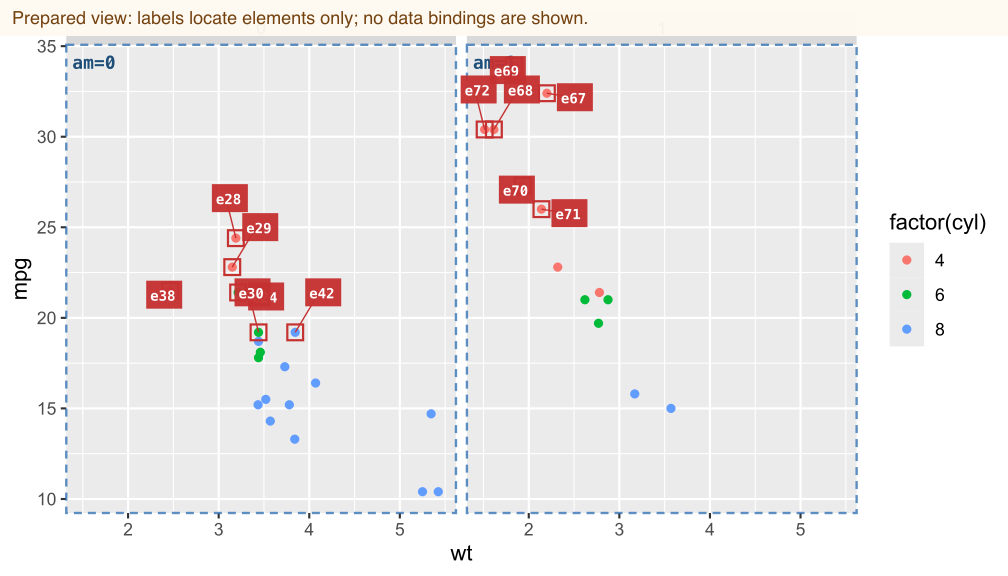 Prepared view: labels locate elements only; no data bindings are shown.
am=0
am
e69
e72
e68
e67
e70
e71
e28
e29
e38
e30
4
e42
35
30
25
20
15
10
mpg
2
3
4
5
2
3
4
5
wt
factor(cyl)
4
6
8